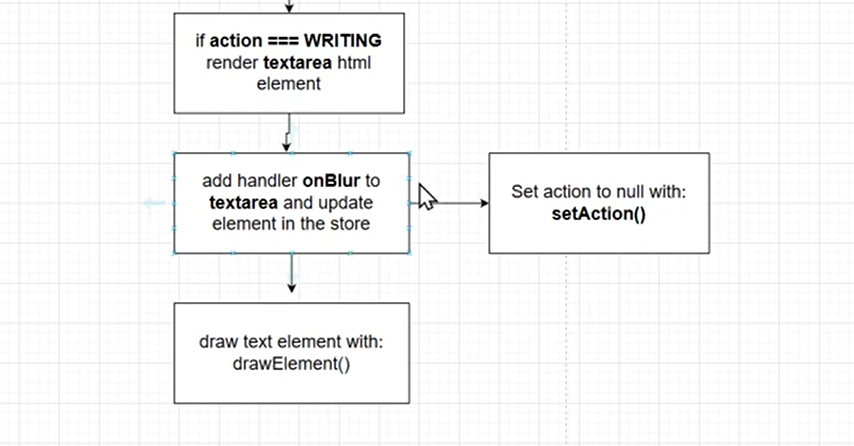 if action === WRITING
render textarea html
element
add handler onBlur to
textarea and update
element in the store
Set action to null with:
setAction()
draw text element with:
drawElement()